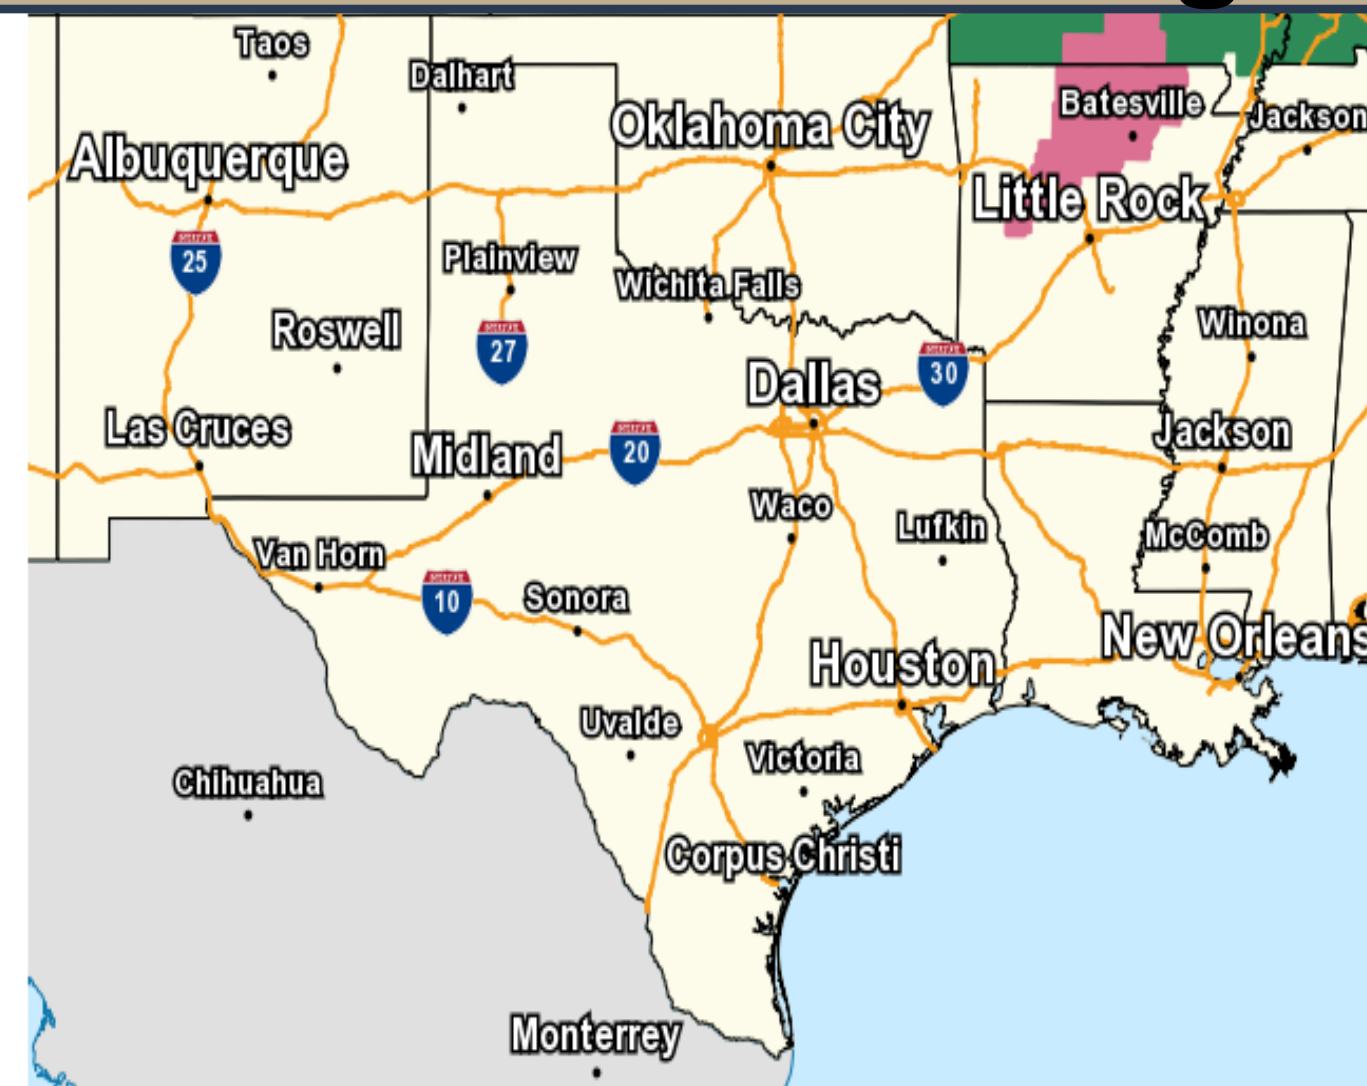 Taos
Dalhart
Batesville
Jackson
Oklahoma City
Albuquerque
Little Rock
25
Plainview
Wichita Falls
Roswell
27
Winona
30
Dallas
Las Cruces
Midland
20
Jackson
Waco
Lufkin
McComb
Van Horn
10
Sonora
New Orleans
Houston
Uvalde
Victoria
Chihuahua
Corpus Christi
Monterrey